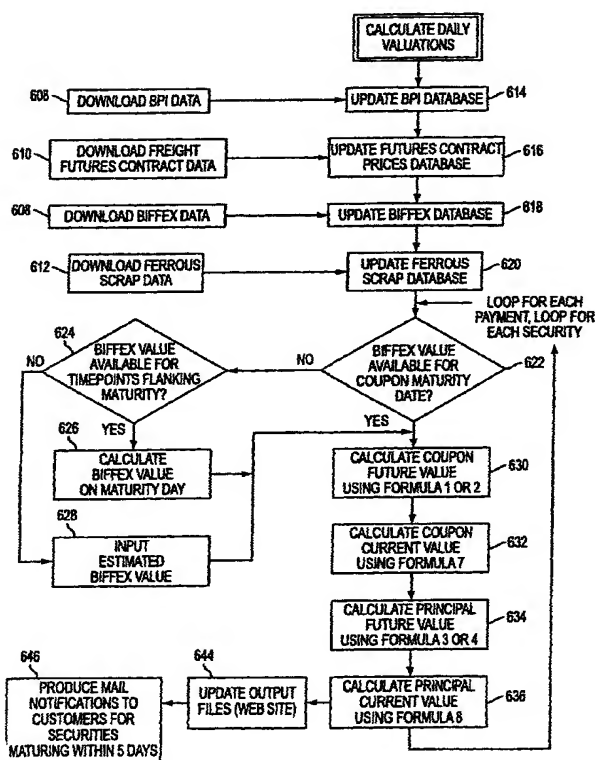 CALCULATE DAILY
VALUATIONS
608
DOWNLOAD BPI DATA
UPDATE BPI DATABASE
614
610
DOWNLOAD FREIGHT
FUTURES CONTRACT DATA
UPDATE FUTURES CONTRACT
PRICES DATABASE
616
608
DOWNLOAD BIFFEX DATA
UPDATE BIFFEX DATABASE
618
612
DOWNLOAD FERROUS
SCRAP DATA
UPDATE FERROUS
SCRAP DATABASE
620
LOOP FOR EACH
PAYMENT, LOOP FOR
EACH SECURITY
624
NO
BIFFEX VALUE
AVAILABLE FOR
TIMEPOINTS FLANKING
MATURITY?
NO
BIFFEX VALUE
AVAILABLE FOR
COUPON MATURITY
DATE?
622
YES
YES
626
CALCULATE
BIFFEX VALUE
ON MATURITY DAY
CALCULATE COUPON
FUTURE VALUE
USING FORMULA 1 OR 2
630
628
INPUT
ESTIMATED
BIFFEX VALUE
CALCULATE COUPON
CURRENT VALUE
USING FORMULA 7
632
CALCULATE PRINCIPAL
FUTURE VALUE
USING FORMULA 3 OR 4
634
646
PRODUCE MAIL
NOTIFICATIONS TO
CUSTOMERS FOR
SECURITIES
MATURING WITHIN 5 DAYS
644
UPDATE OUTPUT
FILES (WEB SITE)
CALCULATE PRINCIPAL
CURRENT VALUE
USING FORMULA 8
636